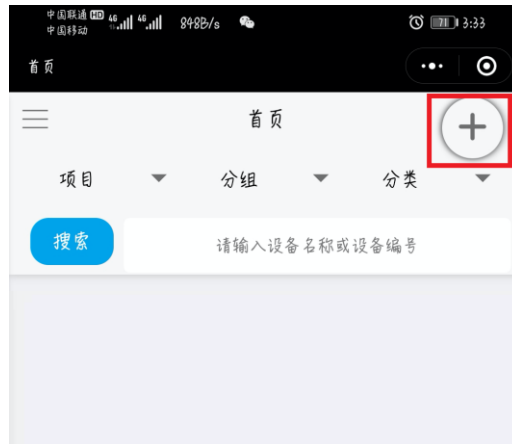 中国联通 HD 46 46 848B/s 71 3:33
中国移动
首页
首页
项目 分组 分类
搜索 请输入设备名称或设备编号